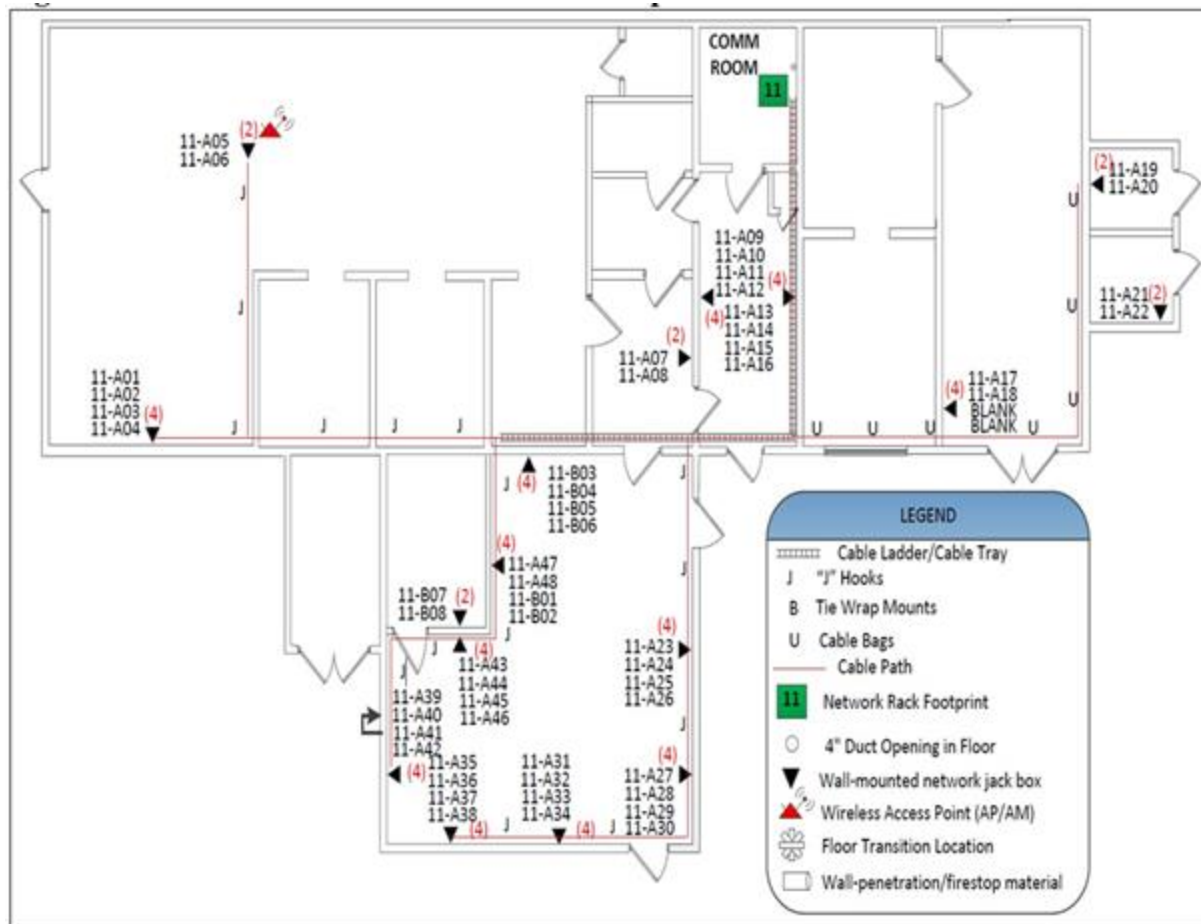 COMM
ROOM
11
(2)
11-A05
11-A06
J
J
11-A01
11-A02
11-A03
11-A04
(4)
J
J
J
J
(2)
11-A07
11-A08
11-A09
11-A10
11-A11
11-A12
(4)
(4)
11-A13
11-A14
11-A15
11-A16
(2)
11-A19
11-A20
U
11-A21
11-A22
(2)
U
(4)
11-A17
11-A18
BLANK
BLANK
U
U
U
U
U
J
(4)
11-B03
11-B04
11-B05
11-B06
J
(4)
11-A47
11-A48
11-B01
11-B02
J
11-B07
11-B08
(2)
J
J
(4)
11-A43
11-A44
11-A45
11-A46
J
11-A39
11-A40
11-A41
11-A42
(4)
11-A23
11-A24
11-A25
11-A26
J
(4)
11-A35
11-A36
11-A37
11-A38
(4)
J
11-A31
11-A32
11-A33
11-A34
(4)
J
(4)
11-A27
11-A28
11-A29
11-A30
LEGEND
Cable Ladder/Cable Tray
J "J" Hooks
B Tie Wrap Mounts
U Cable Bags
Cable Path
11 Network Rack Footprint
4" Duct Opening in Floor
Wall-mounted network jack box
Wireless Access Point (AP/AM)
Floor Transition Location
Wall-penetration/firestop material